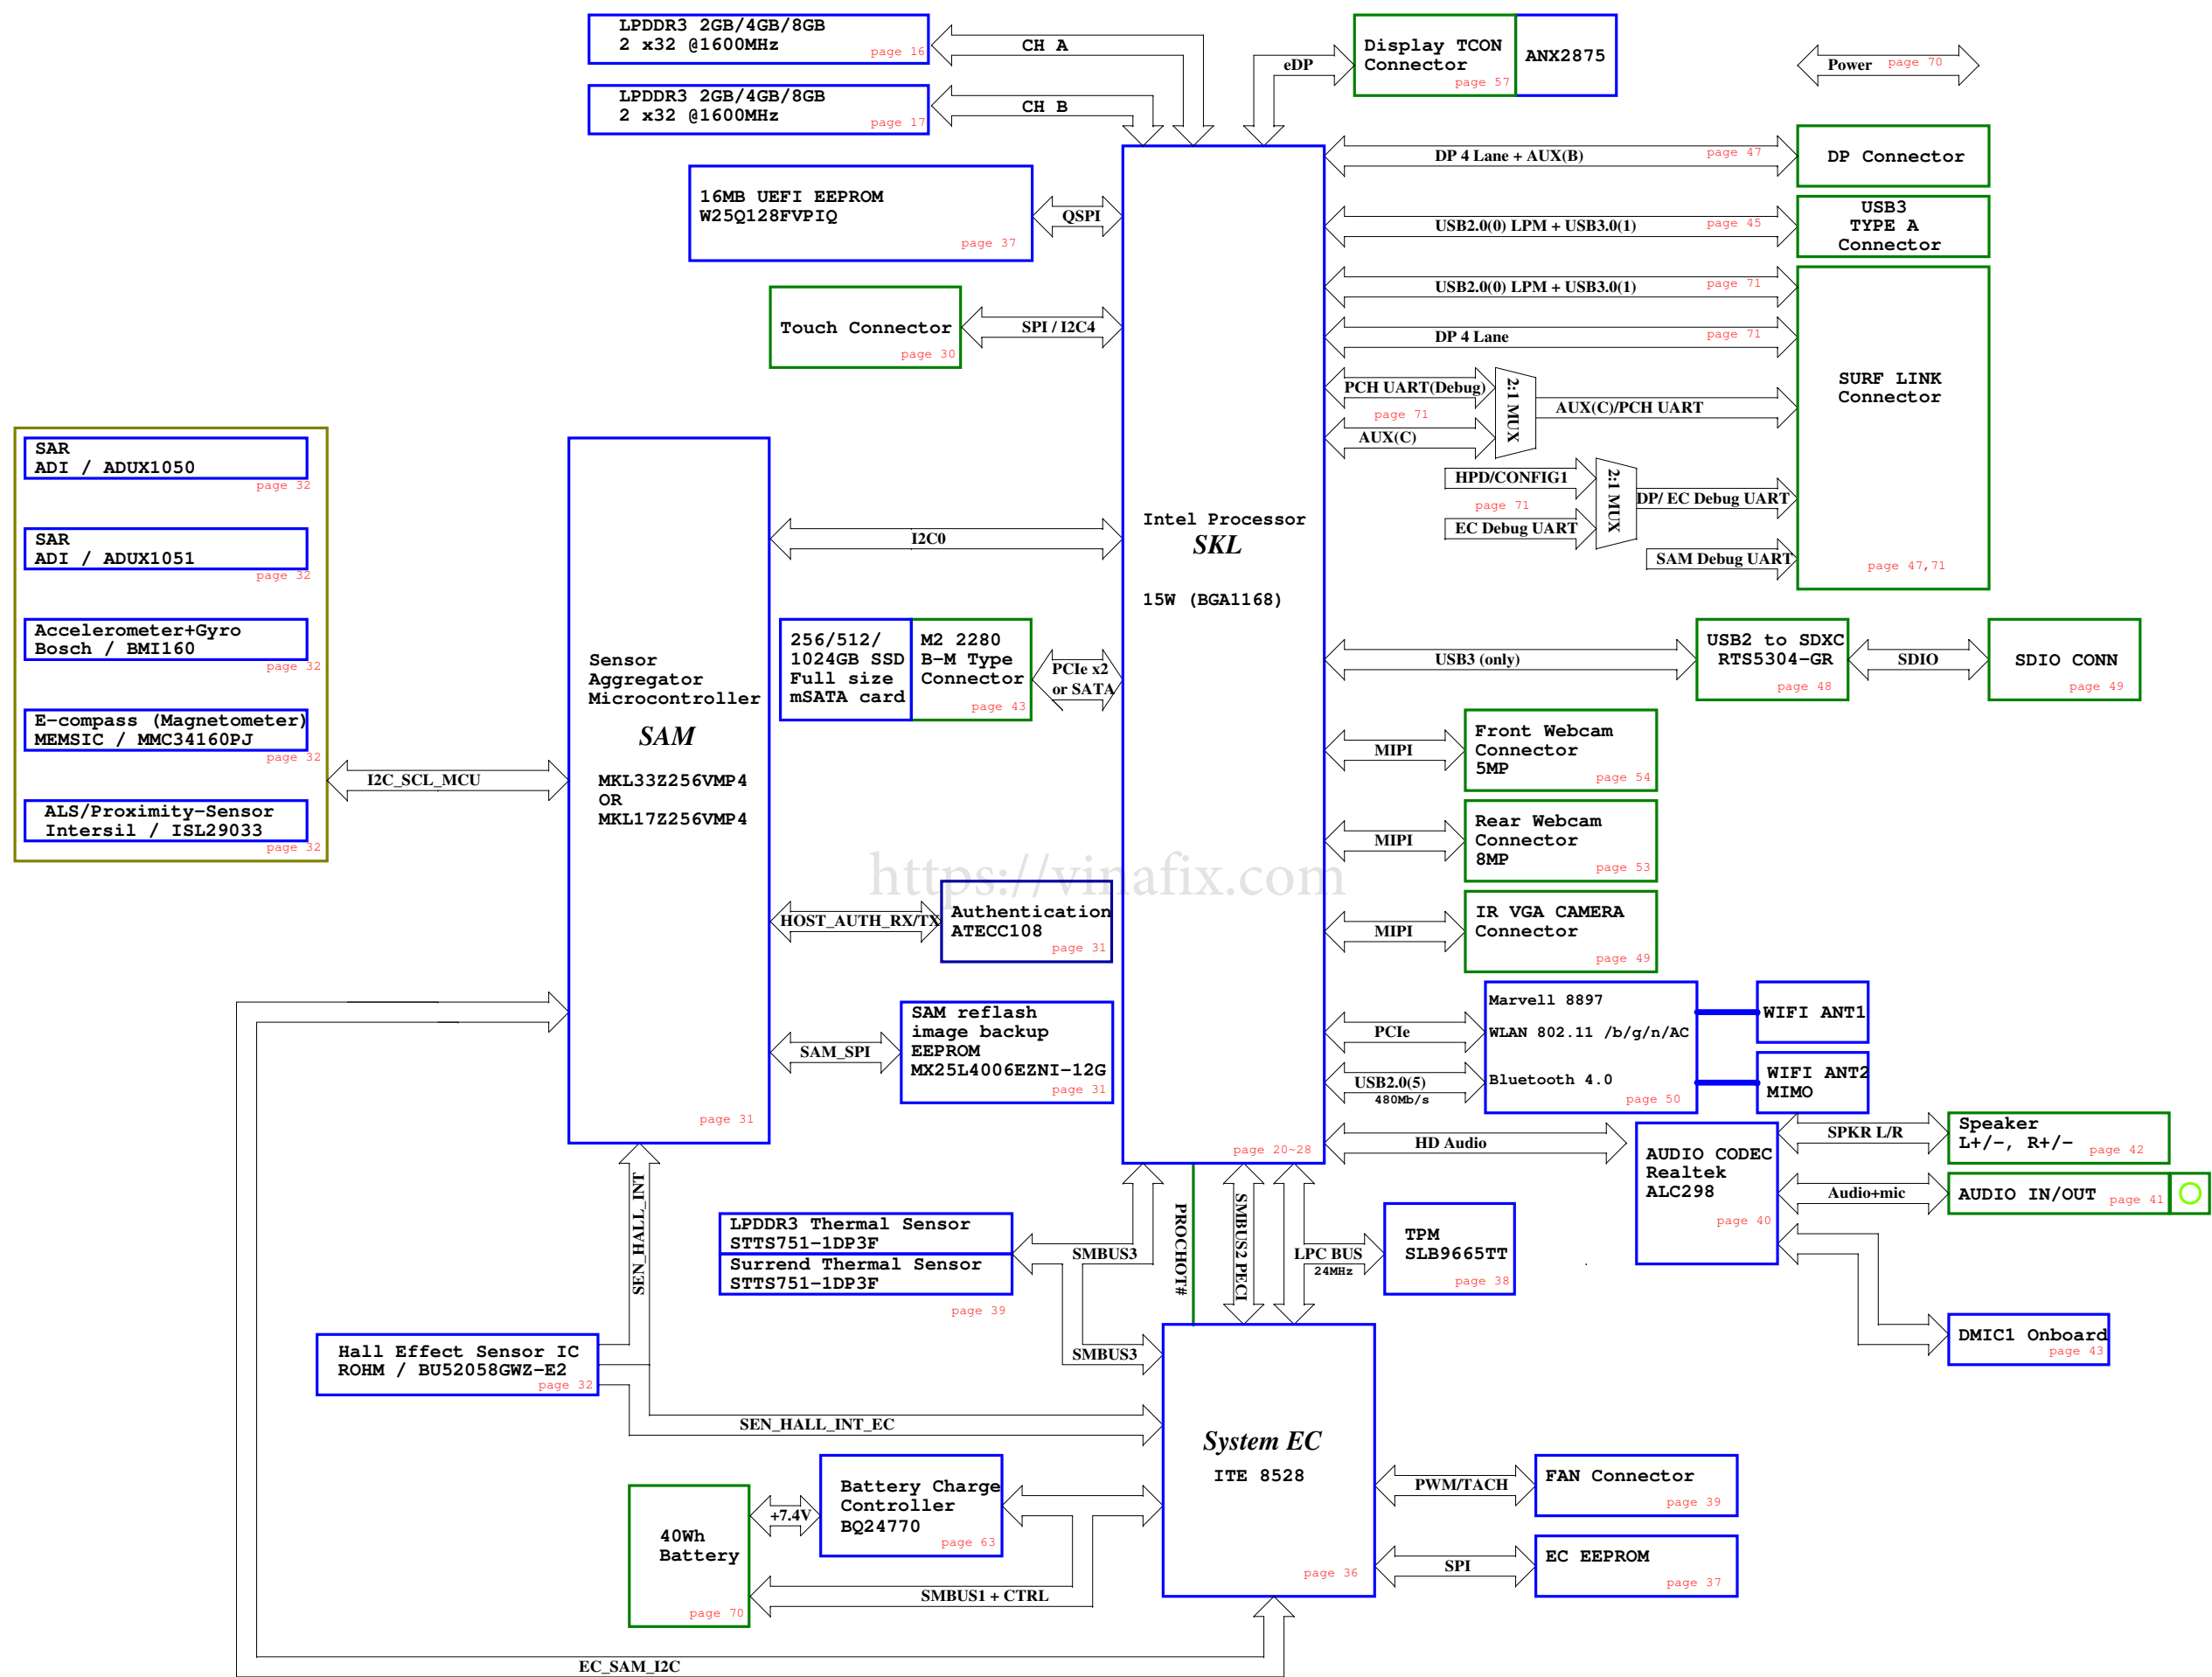 LPDDR3 2GB/4GB/8GB
2 x32 @1600MHz
page 16
CH A
LPDDR3 2GB/4GB/8GB
2 x32 @1600MHz
page 17
CH B
eDP
Display TCON
Connector
page 57
ANX2875
Power
page 70
16MB UEFI EEPROM
W25Q128FVPIQ
page 37
QSPI
DP 4 Lane + AUX(B)
page 47
DP Connector
USB2.0(0) LPM + USB3.0(1)
page 45
USB3
TYPE A
Connector
Touch Connector
page 30
SPI / I2C4
USB2.0(0) LPM + USB3.0(1)
page 71
DP 4 Lane
page 71
PCH UART(Debug)
page 71
AUX(C)
2:1 MUX
AUX(C)/PCH UART
HPD/CONFIG1
page 71
EC Debug UART
2:1 MUX
DP/ EC Debug UART
SAM Debug UART
SURF LINK
Connector
page 47,71
SAR
ADI / ADUX1050
page 32
SAR
ADI / ADUX1051
page 32
Accelerometer+Gyro
Bosch / BMI160
page 32
E-compass (Magnetometer)
MEMSIC / MMC34160PJ
page 32
ALS/Proximity-Sensor
Intersil / ISL29033
page 32
I2C_SCL_MCU
Sensor
Aggregator
Microcontroller
SAM
MKL33Z256VMP4
OR
MKL17Z256VMP4
page 31
I2C0
Intel Processor
SKL
15W (BGA1168)
page 20~28
256/512/
1024GB SSD
Full size
mSATA card
M2 2280
B-M Type
Connector
page 43
PCIe x2
or SATA
USB3 (only)
USB2 to SDXC
RTS5304-GR
page 48
SDIO
SDIO CONN
page 49
MIPI
Front Webcam
Connector
5MP
page 54
MIPI
Rear Webcam
Connector
8MP
page 53
https://vinafix.com
HOST_AUTH_RX/TX
Authentication
ATECC108
page 31
MIPI
IR VGA CAMERA
Connector
page 49
SAM_SPI
SAM reflash
image backup
EEPROM
MX25L4006EZNI-12G
page 31
PCIe
USB2.0(5)
480Mb/s
Marvell 8897
WLAN 802.11 /b/g/n/AC
Bluetooth 4.0
page 50
WIFI ANT1
WIFI ANT2
MIMO
HD Audio
AUDIO CODEC
Realtek
ALC298
page 40
SPKR L/R
Speaker
L+/-, R+/-
page 42
Audio+mic
AUDIO IN/OUT
page 41
DMIC1 Onboard
page 43
SEN_HALL_INT
LPDDR3 Thermal Sensor
STTS751-1DP3F
Surrend Thermal Sensor
STTS751-1DP3F
page 39
SMBUS3
SMBUS3
PROCHOT#
SMBUS2 PECI
LPC BUS
24MHz
TPM
SLB9665TT
page 38
Hall Effect Sensor IC
ROHM / BU52058GWZ-E2
page 32
SEN_HALL_INT_EC
System EC
ITE 8528
page 36
40Wh
Battery
page 70
+7.4V
Battery Charge
Controller
BQ24770
page 63
SMBUS1 + CTRL
PWM/TACH
FAN Connector
page 39
SPI
EC EEPROM
page 37
EC_SAM_I2C